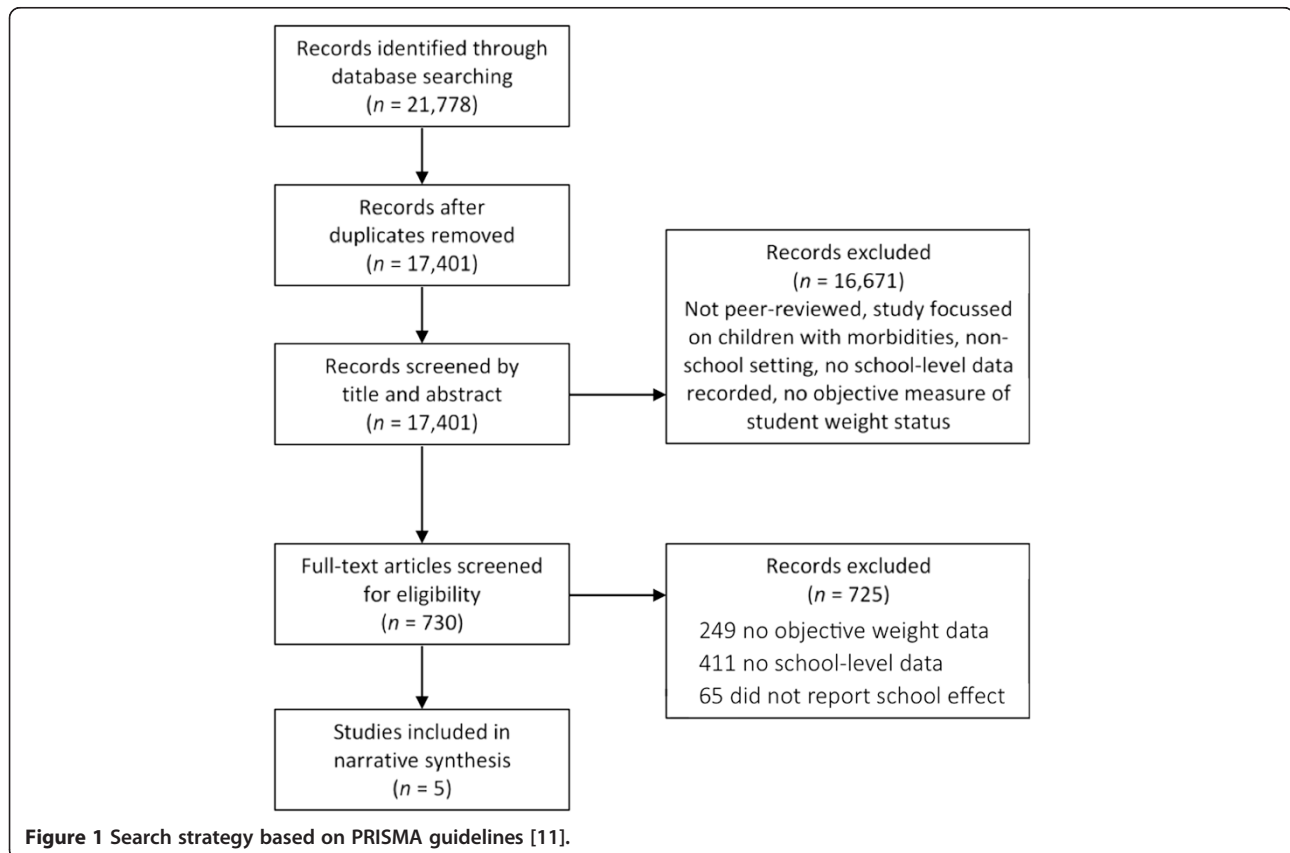 Records identified through
database searching
(n = 21,778)
Records after
duplicates removed
(n = 17,401)
Records excluded
(n = 16,671)
Not peer-reviewed, study focussed
on children with morbidities, non-
school setting, no school-level data
recorded, no objective measure of
student weight status
Records screened by
title and abstract
(n = 17,401)
Full-text articles screened
for eligibility
(n = 730)
Records excluded
(n = 725)
249 no objective weight data
411 no school-level data
65 did not report school effect
Studies included in
narrative synthesis
(n = 5)
Figure 1 Search strategy based on PRISMA guidelines [11].